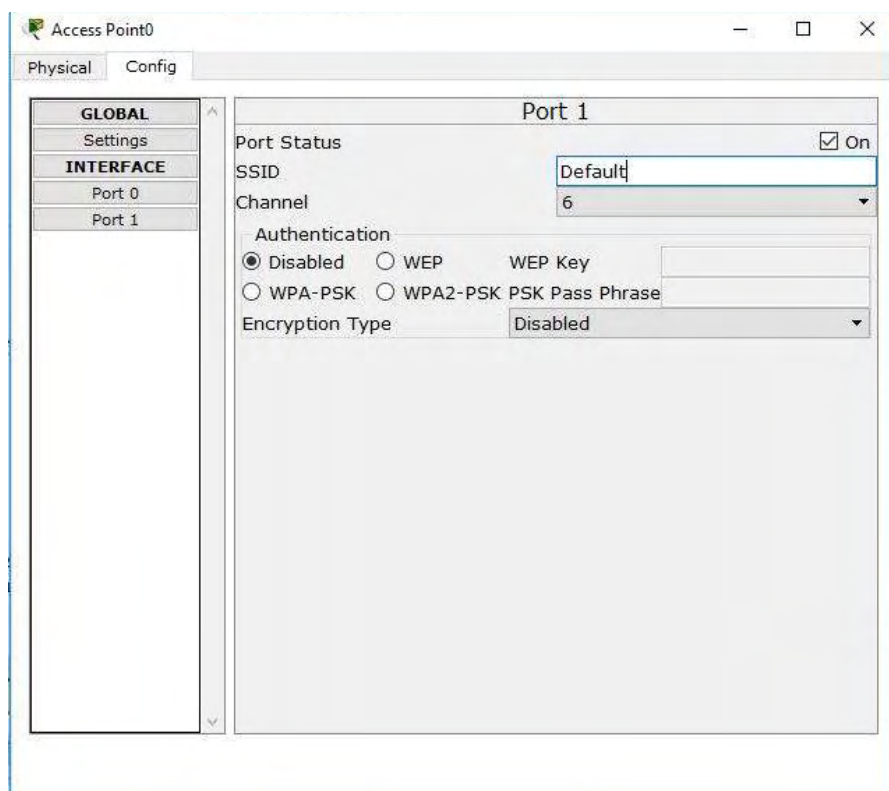 Access Point0
Physical Config
GLOBAL
Settings
INTERFACE
Port 0
Port 1
Port 1
Port Status On
SSID Default
Channel 6
Authentication
Disabled WEP WEP Key
WPA-PSK WPA2-PSK PSK Pass Phrase
Encryption Type Disabled